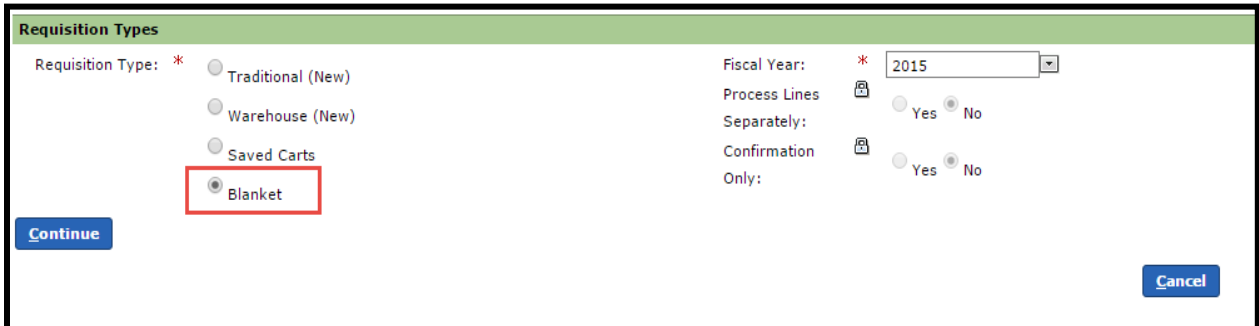 Requisition Types
Requisition Type: *
Traditional (New)
Warehouse (New)
Saved Carts
Blanket
Fiscal Year: * 2015
Process Lines
Separately:
Yes No
Confirmation
Only:
Yes No
Continue
Cancel